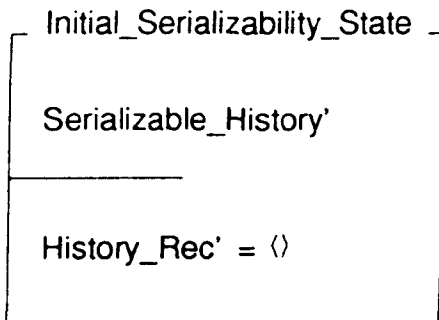 Initial_Serializability_State
Serializable_History'
History_Rec' = ⟨⟩